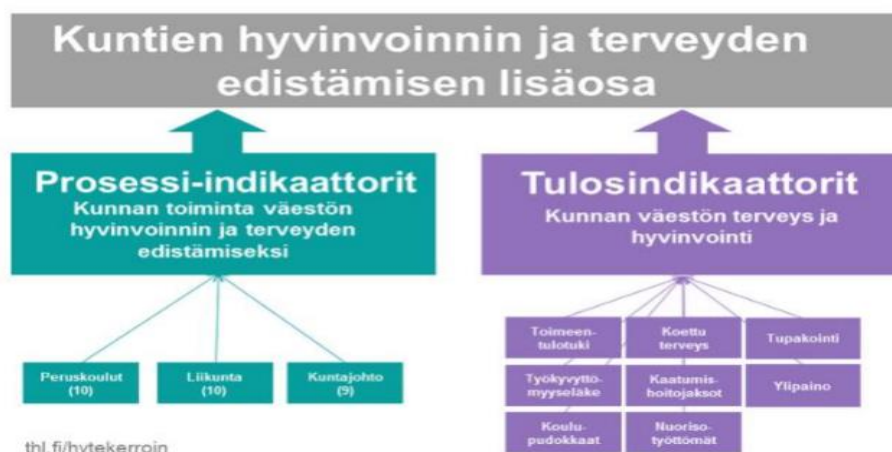 Kuntien hyvinvoinnin ja terveyden
edistämisen lisäosa
Prosessi-indikaattorit
Kunnan toiminta väestön
hyvinvoinnin ja terveyden
edistämiseksi
Tulosindikaattorit
Kunnan väestön terveys ja
hyvinvointi
Peruskoulut
(10)
Liikunta
(10)
Kuntajohto
(9)
Toimeen-
tulotuki
Koettu
terveys
Tupakointi
Työkyvyttö-
myyseläke
Kaatumis-
hoitojaksot
Ylipaino
Koulu-
pudokkaat
Nuoriso-
työttömät
thl.fi/hytekerroin